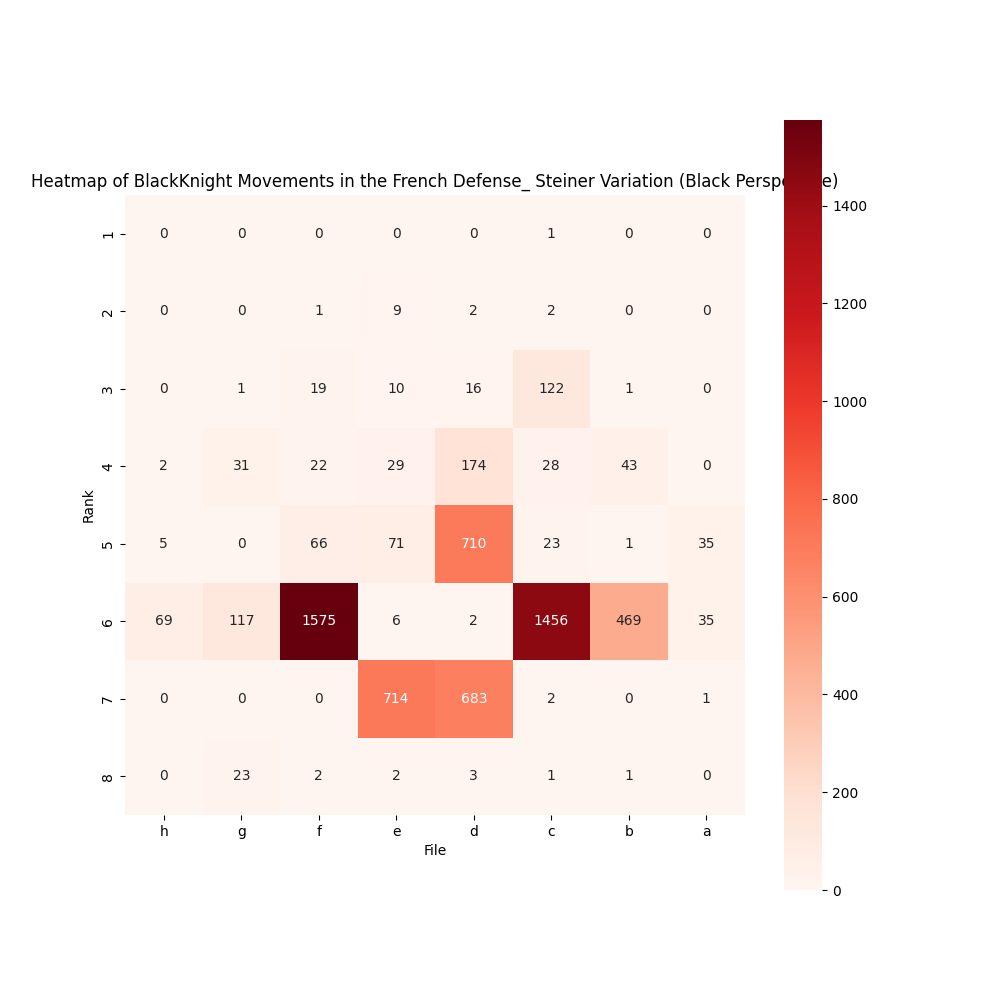 Heatmap of BlackKnight Movements in the French Defense_ Steiner Variation (Black Perspe e)
1400
1 0 0 0 0 0 1 0 0
1200
2 0 0 1 9 2 2 0 0
1000
3 0 1 19 10 16 122 1 0
4 2 31 22 29 174 28 43 0
800
Rank
5 5 0 66 71 710 23 1 35
600
6 69 117 1575 6 2 1456 469 35
400
7 0 0 0 714 683 2 0 1
200
8 0 23 2 2 3 1 1 0
h g f e d c b a
File
0